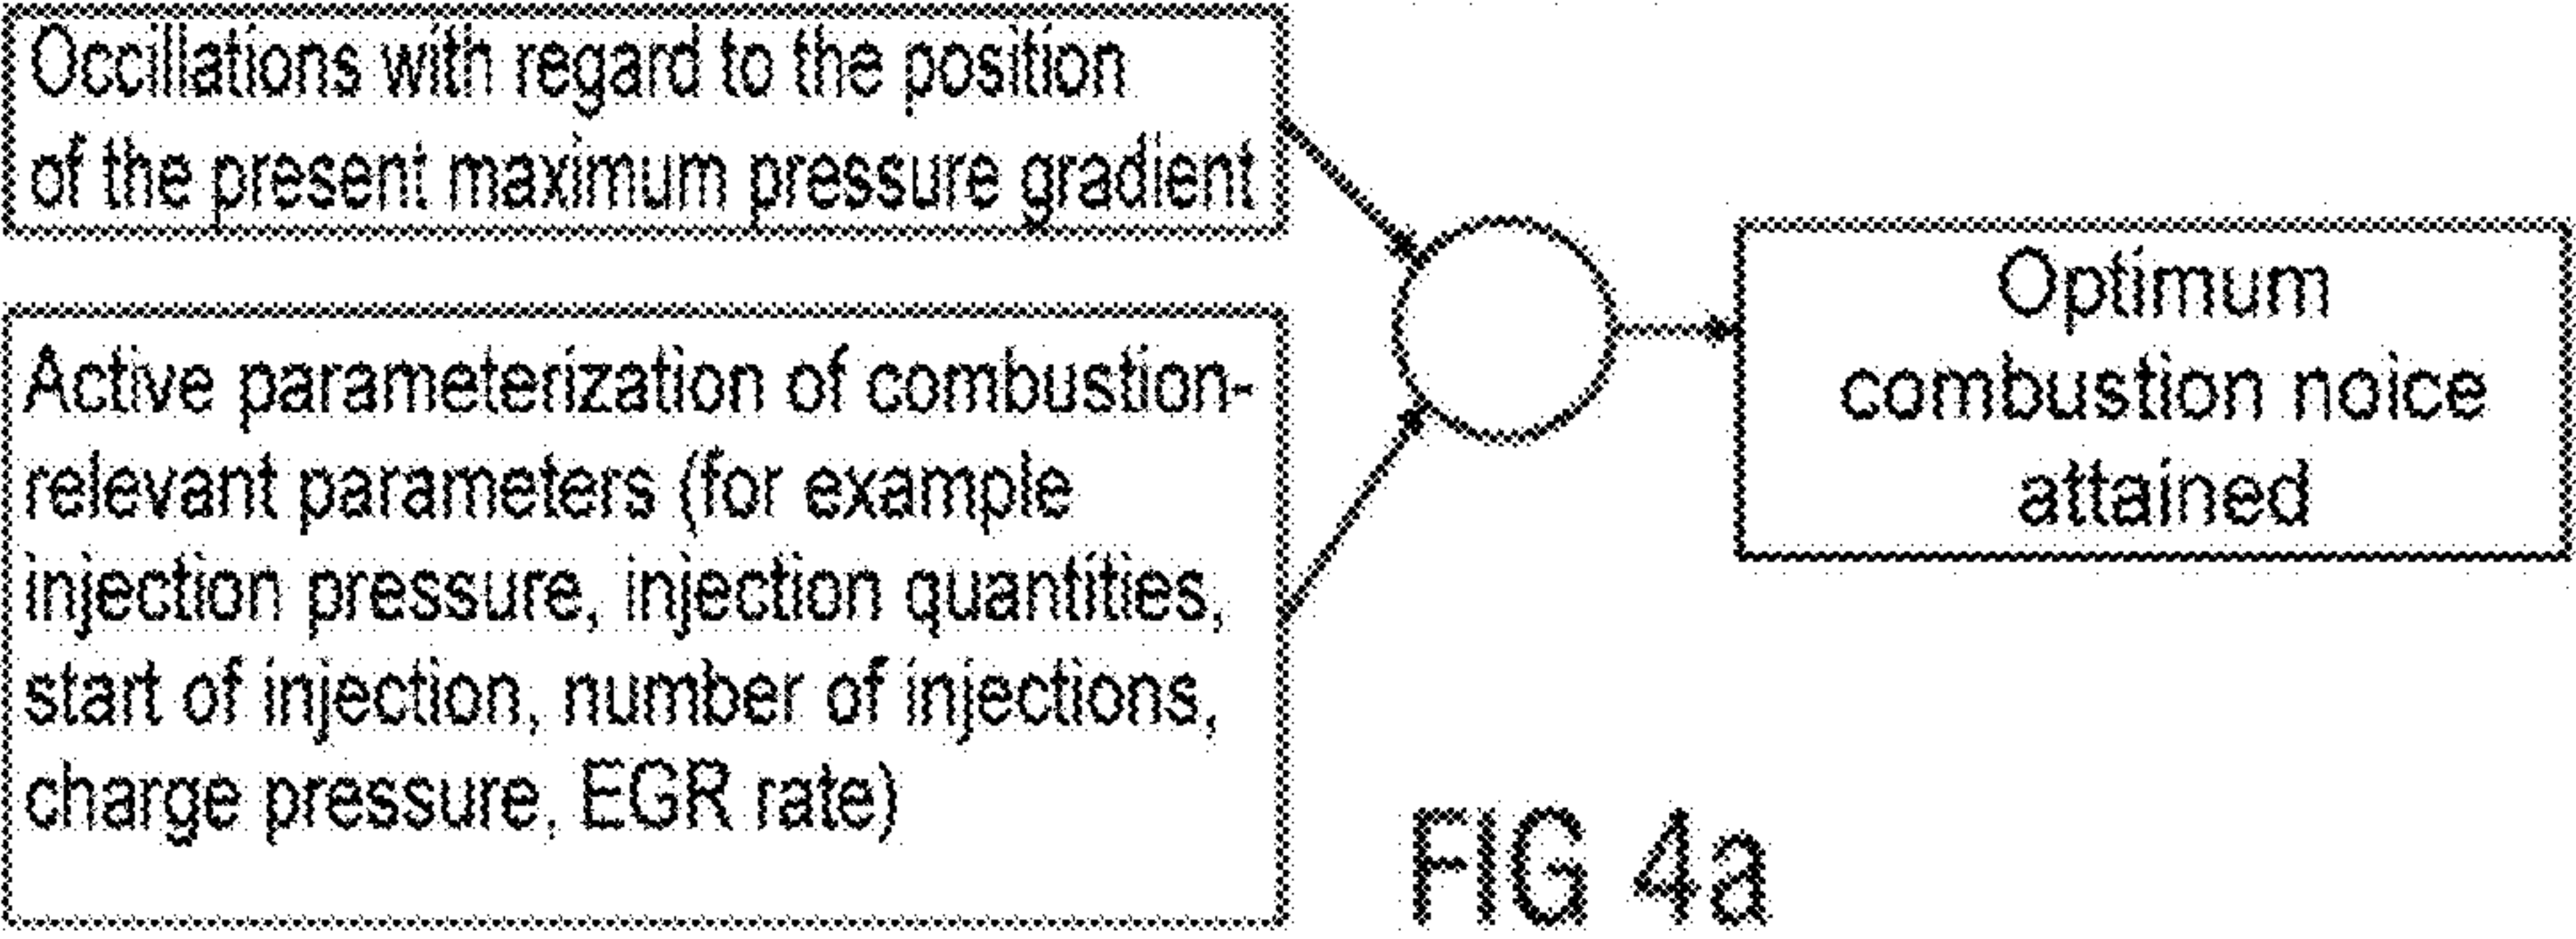 Occillations with regard to the position
of the present maximum pressure gradient
Active parameterization of combustion-
relevant parameters (for example
injection pressure, injection quantities,
start of injection, number of injections,
charge pressure, EGR rate)
Optimum
combustion noice
attained
FIG 4a